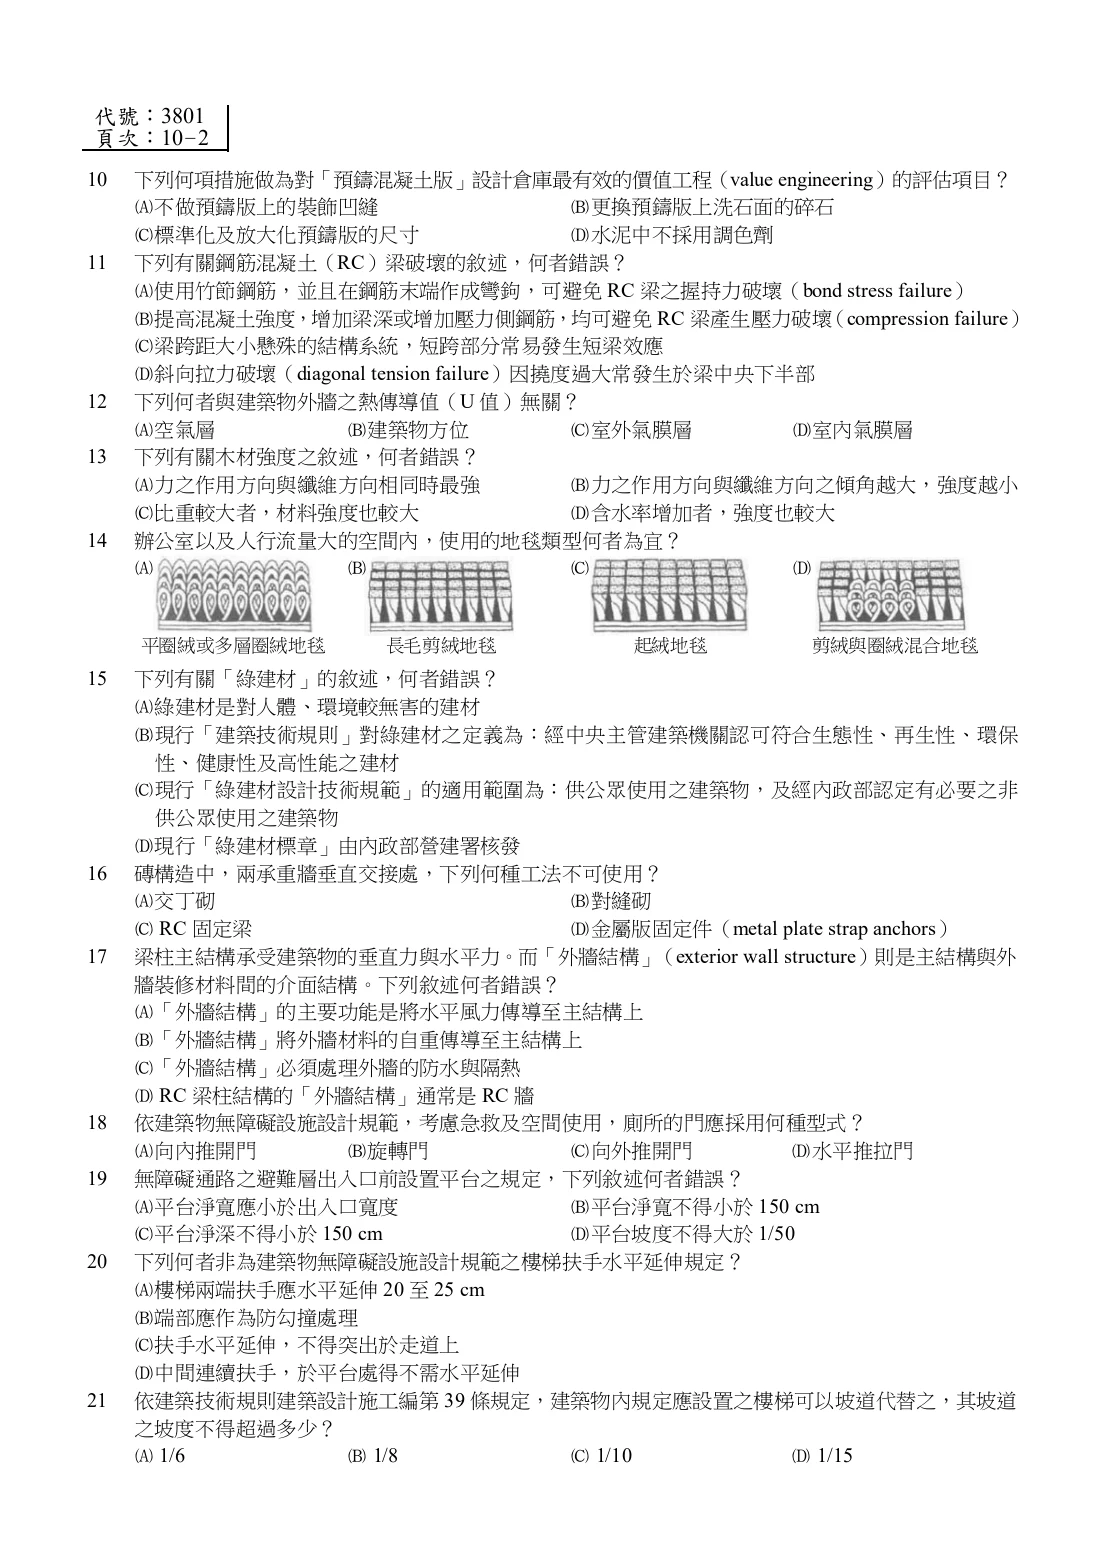 代號：3801
頁次：10-2
10 下列何項措施做為對「預鑄混凝土版」設計倉庫最有效的價值工程（value engineering）的評估項目？
(A)不做預鑄版上的裝飾凹縫 (B)更換預鑄版上洗石面的碎石
(C)標準化及放大化預鑄版的尺寸 (D)水泥中不採用調色劑
11 下列有關鋼筋混凝土（RC）梁破壞的敘述，何者錯誤？
(A)使用竹節鋼筋，並且在鋼筋末端作成彎鉤，可避免 RC 梁之握持力破壞（bond stress failure）
(B)提高混凝土強度，增加梁深或增加壓力側鋼筋，均可避免 RC 梁產生壓力破壞（compression failure）
(C)梁跨距大小懸殊的結構系統，短跨部分常易發生短梁效應
(D)斜向拉力破壞（diagonal tension failure）因撓度過大常發生於梁中央下半部
12 下列何者與建築物外牆之熱傳導值（U 值）無關？
(A)空氣層 (B)建築物方位 (C)室外氣膜層 (D)室內氣膜層
13 下列有關木材強度之敘述，何者錯誤？
(A)力之作用方向與纖維方向相同時最強 (B)力之作用方向與纖維方向之傾角越大，強度越小
(C)比重較大者，材料強度也較大 (D)含水率增加者，強度也較大
14 辦公室以及人行流量大的空間內，使用的地毯類型何者為宜？
(A) (B) (C) (D)
平圈絨或多層圈絨地毯 長毛剪絨地毯 起絨地毯 剪絨與圈絨混合地毯
15 下列有關「綠建材」的敘述，何者錯誤？
(A)綠建材是對人體、環境較無害的建材
(B)現行「建築技術規則」對綠建材之定義為：經中央主管建築機關認可符合生態性、再生性、環保
性、健康性及高性能之建材
(C)現行「綠建材設計技術規範」的適用範圍為：供公眾使用之建築物，及經內政部認定有必要之非
供公眾使用之建築物
(D)現行「綠建材標章」由內政部營建署核發
16 磚構造中，兩承重牆垂直交接處，下列何種工法不可使用？
(A)交丁砌 (B)對縫砌
(C) RC 固定梁 (D)金屬版固定件（metal plate strap anchors）
17 梁柱主結構承受建築物的垂直力與水平力。而「外牆結構」（exterior wall structure）則是主結構與外
牆裝修材料間的介面結構。下列敘述何者錯誤？
(A)「外牆結構」的主要功能是將水平風力傳導至主結構上
(B)「外牆結構」將外牆材料的自重傳導至主結構上
(C)「外牆結構」必須處理外牆的防水與隔熱
(D) RC 梁柱結構的「外牆結構」通常是 RC 牆
18 依建築物無障礙設施設計規範，考慮急救及空間使用，廁所的門應採用何種型式？
(A)向內推開門 (B)旋轉門 (C)向外推開門 (D)水平推拉門
19 無障礙通路之避難層出入口前設置平台之規定，下列敘述何者錯誤？
(A)平台淨寬應小於出入口寬度 (B)平台淨寬不得小於 150 cm
(C)平台淨深不得小於 150 cm (D)平台坡度不得大於 1/50
20 下列何者非為建築物無障礙設施設計規範之樓梯扶手水平延伸規定？
(A)樓梯兩端扶手應水平延伸 20 至 25 cm
(B)端部應作為防勾撞處理
(C)扶手水平延伸，不得突出於走道上
(D)中間連續扶手，於平台處得不需水平延伸
21 依建築技術規則建築設計施工編第 39 條規定，建築物內規定應設置之樓梯可以坡道代替之，其坡道
之坡度不得超過多少？
(A) 1/6 (B) 1/8 (C) 1/10 (D) 1/15